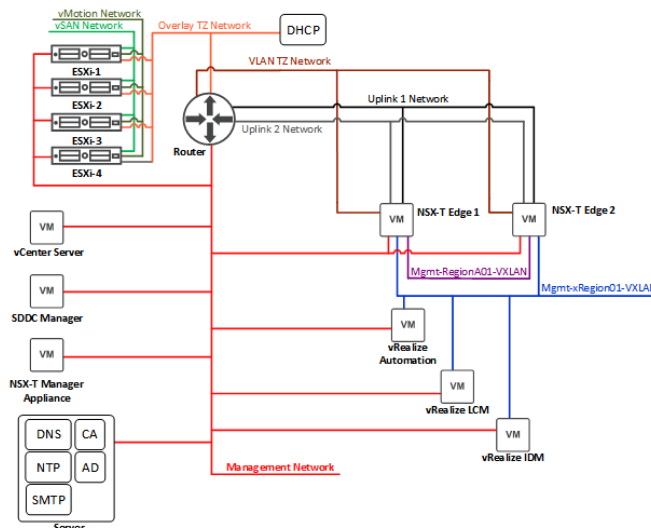 vMotion Network
vSAN Network
Overlay TZ Network
DHCP
ESXi-1
ESXi-2
ESXi-3
ESXi-4
VLAN TZ Network
Uplink 1 Network
Uplink 2 Network
Router
VM
NSX-T Edge 1
VM
NSX-T Edge 2
VM
vCenter Server
Mgmt-RegionA01-VXLAN
Mgmt-xRegion01-VXLAN
VM
SDDC Manager
VM
vRealize
Automation
VM
NSX-T Manager
Appliance
VM
vRealize LCM
DNS
CA
NTP
AD
SMTP
Server
VM
vRealize IDM
Management Network